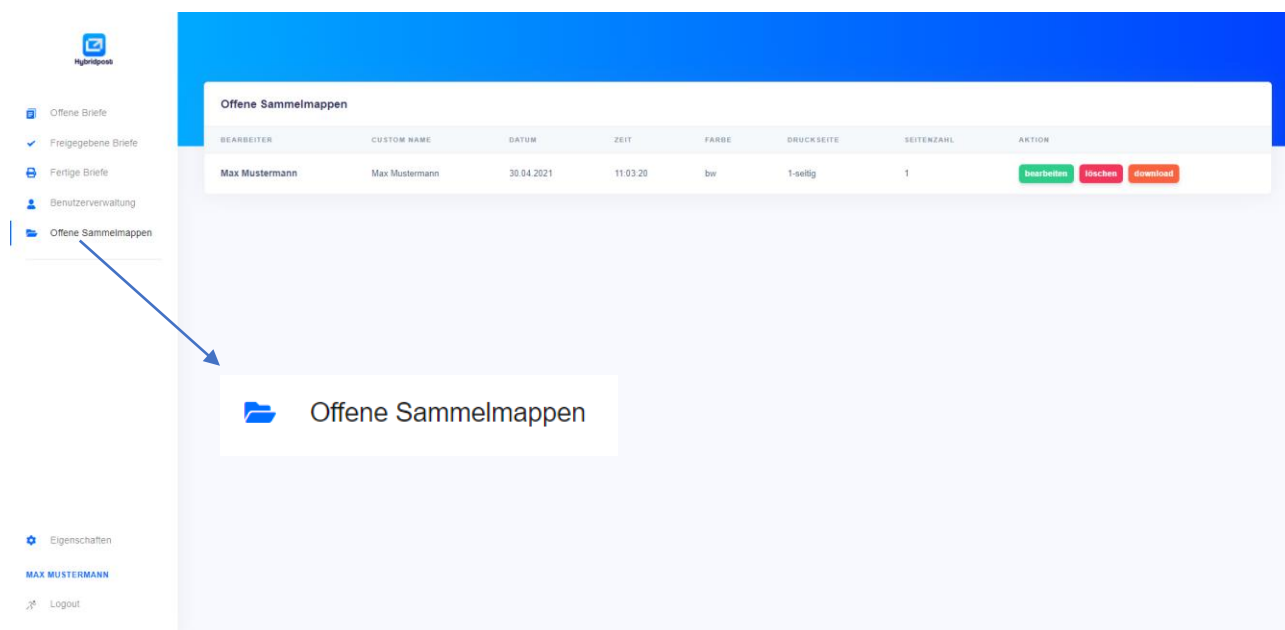 Hybridpost
Offene Briefe
Freigegebene Briefe
Fertige Briefe
Benutzerverwaltung
Offene Sammelmappen
Offene Sammelmappen
BEARBEITER CUSTOM NAME DATUM ZEIT FARBE DRUCKSEITE SEITENZAHL AKTION
Max Mustermann Max Mustermann 30.04.2021 11:03:20 bw 1-seitig 1 bearbeiten löschen download
Offene Sammelmappen
Eigenschaften
MAX MUSTERMANN
Logout